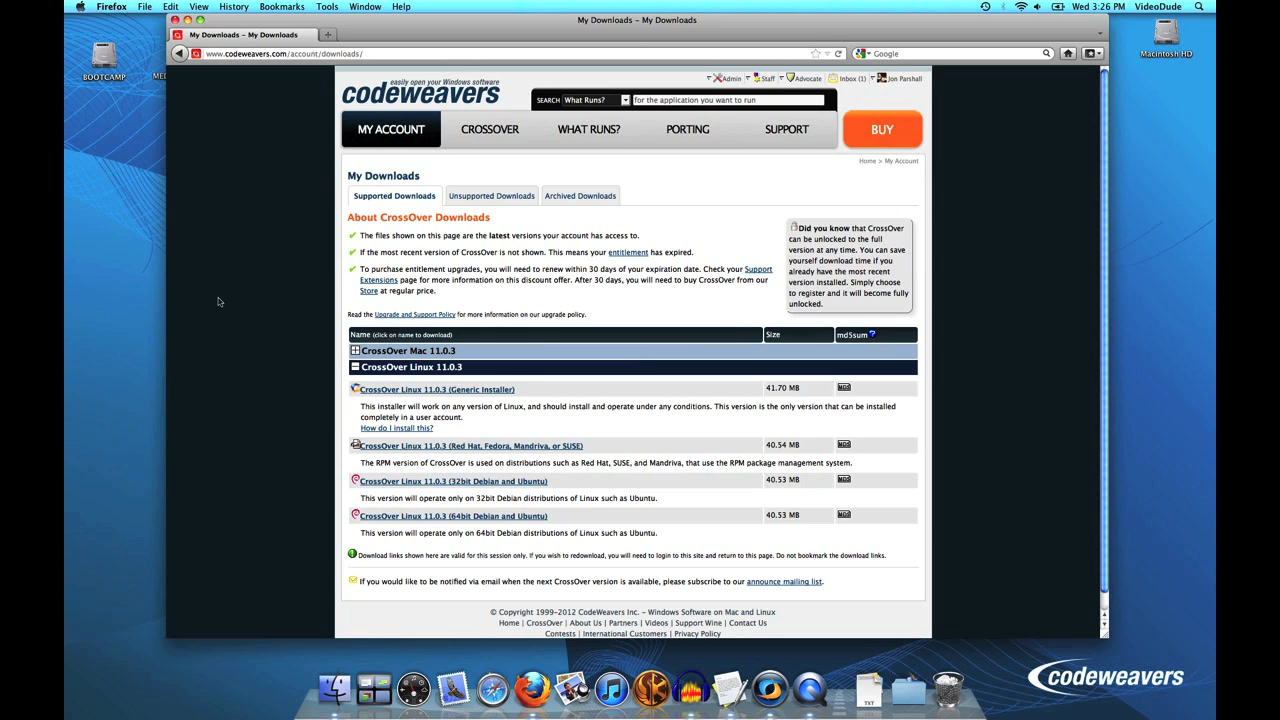 Firefox File Edit View History Bookmarks Tools Window Help Wed 3:26 PM VideoDude
My Downloads – My Downloads
My Downloads – My Downloads
www.codeweavers.com/account/downloads/
Google
BOOTCAMP
Macintosh HD
easily open your Windows software
codeweavers
Admin Staff Advocate Inbox (1) Jon Parshall
SEARCH What Runs? for the application you want to run
MY ACCOUNT CROSSOVER WHAT RUNS? PORTING SUPPORT BUY
Home > My Account
My Downloads
Supported Downloads Unsupported Downloads Archived Downloads
About CrossOver Downloads
The files shown on this page are the latest versions your account has access to.
If the most recent version of CrossOver is not shown. This means your entitlement has expired.
To purchase entitlement upgrades, you will need to renew within 30 days of your expiration date. Check your Support
Extensions page for more information on this discount offer. After 30 days, you will need to buy CrossOver from our
Store at regular price.
Did you know that CrossOver
can be unlocked to the full
version at any time. You can save
yourself download time if you
already have the most recent
version installed. Simply choose
to register and it will become fully
unlocked.
Read the Upgrade and Support Policy for more information on our upgrade policy.
Name (click on name to download) Size md5sum ?
CrossOver Mac 11.0.3
CrossOver Linux 11.0.3
CrossOver Linux 11.0.3 (Generic Installer) 41.70 MB MD5
This installer will work on any version of Linux, and should install and operate under any conditions. This version is the only version that can be installed
completely in a user account.
How do I install this?
CrossOver Linux 11.0.3 (Red Hat, Fedora, Mandriva, or SUSE) 40.54 MB MD5
The RPM version of CrossOver is used on distributions such as Red Hat, SUSE, and Mandriva, that use the RPM package management system.
CrossOver Linux 11.0.3 (32bit Debian and Ubuntu) 40.53 MB MD5
This version will operate only on 32bit Debian distributions of Linux such as Ubuntu.
CrossOver Linux 11.0.3 (64bit Debian and Ubuntu) 40.53 MB MD5
This version will operate only on 64bit Debian distributions of Linux such as Ubuntu.
Download links shown here are valid for this session only. If you wish to redownload, you will need to login to this site and return to this page. Do not bookmark the download links.
If you would like to be notified via email when the next CrossOver version is available, please subscribe to our announce mailing list.
© Copyright 1999-2012 CodeWeavers Inc. - Windows Software on Mac and Linux
Home | CrossOver | About Us | Partners | Videos | Support Wine | Contact Us
Contests | International Customers | Privacy Policy
codeweavers
TXT